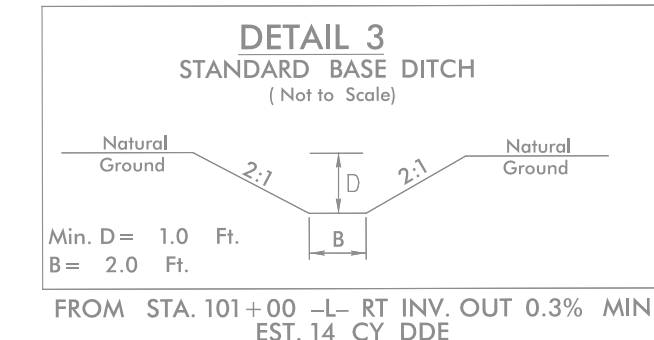 DETAIL 3
STANDARD BASE DITCH
( Not to Scale)
Natural
Ground
2:1
D
2:1
Natural
Ground
Min. D = 1.0 Ft.
B = 2.0 Ft.
B
FROM STA. 101+00 -L- RT INV. OUT 0.3% MIN
EST. 14 CY DDE